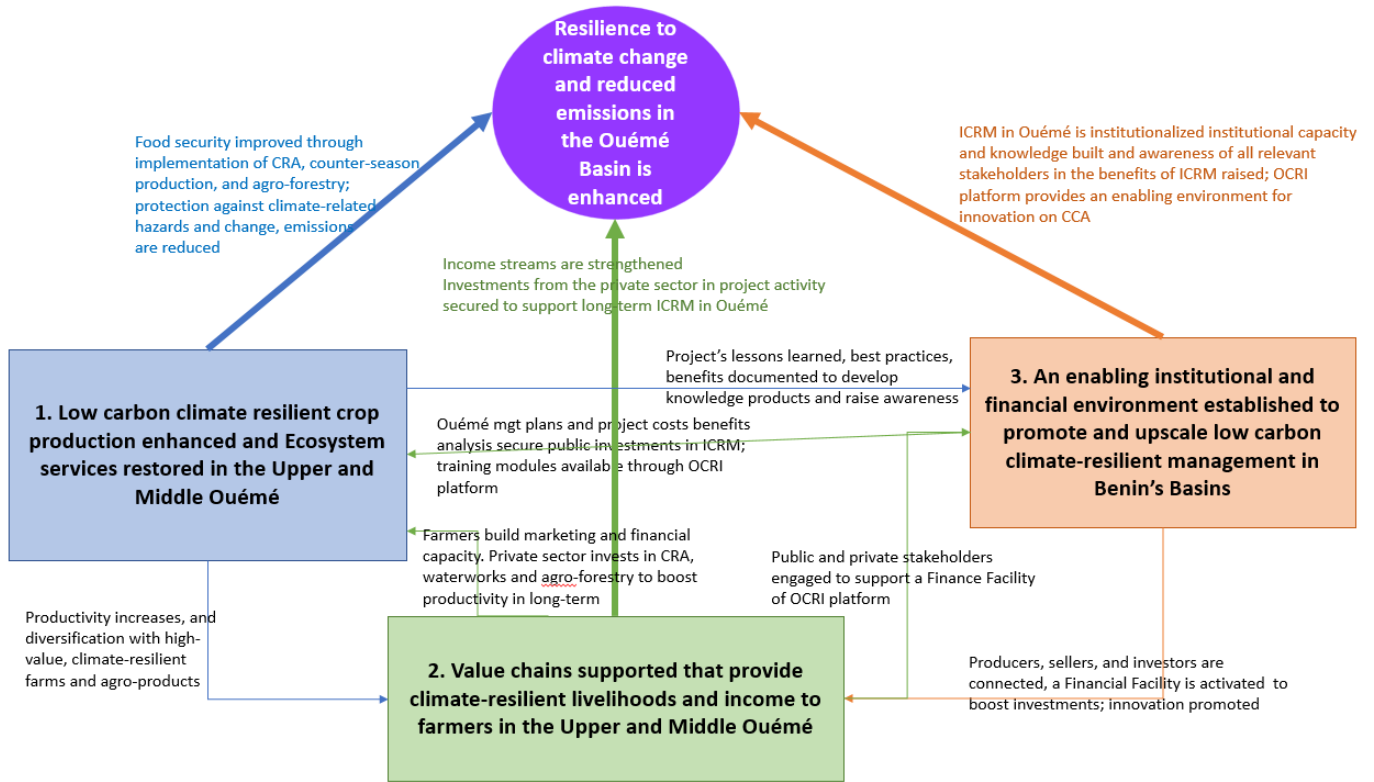 Resilience to
climate change
and reduced
emissions in
the Ouémé
Basin is
enhanced
Food security improved through
implementation of CRA, counter-season
production, and agro-forestry;
protection against climate-related
hazards and change, emissions
are reduced
ICRM in Ouémé is institutionalized institutional capacity
and knowledge built and awareness of all relevant
stakeholders in the benefits of ICRM raised; OCRI
platform provides an enabling environment for
innovation on CCA
Income streams are strengthened
Investments from the private sector in project activity
secured to support long-term ICRM in Ouémé
1. Low carbon climate resilient crop
production enhanced and Ecosystem
services restored in the Upper and
Middle Ouémé
Project’s lessons learned, best practices,
benefits documented to develop
knowledge products and raise awareness
3. An enabling institutional and
financial environment established to
promote and upscale low carbon
climate-resilient management in
Benin’s Basins
Ouémé mgt plans and project costs benefits
analysis secure public investments in ICRM;
training modules available through OCRI
platform
Farmers build marketing and financial
capacity. Private sector invests in CRA,
waterworks and agro-forestry to boost
productivity in long-term
Public and private stakeholders
engaged to support a Finance Facility
of OCRI platform
Productivity increases, and
diversification with high-
value, climate-resilient
farms and agro-products
2. Value chains supported that provide
climate-resilient livelihoods and income to
farmers in the Upper and Middle Ouémé
Producers, sellers, and investors are
connected, a Financial Facility is activated to
boost investments; innovation promoted